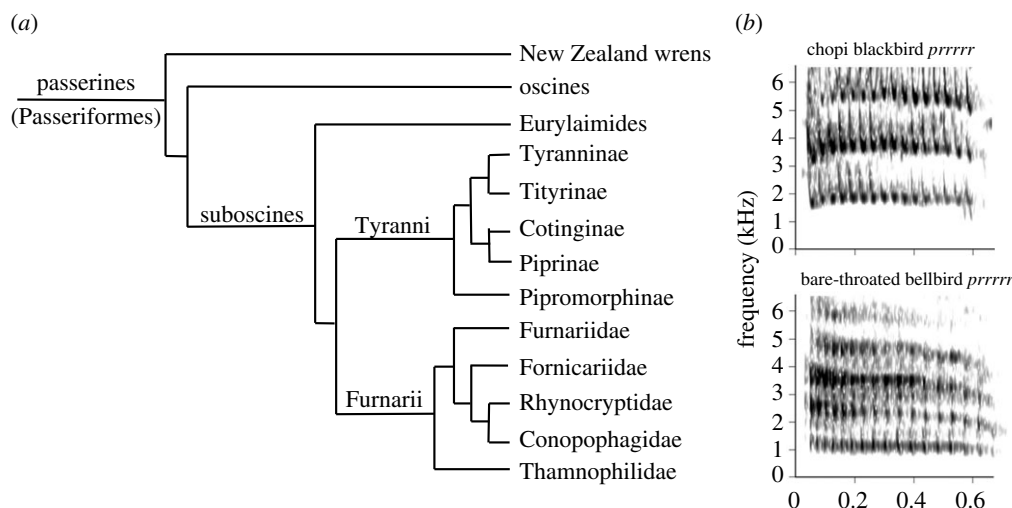 (a)
New Zealand wrens
passerines
(Passeriformes)
oscines
Eurylaimides
Tyranninae
Tityrinae
suboscines
Tyranni
Cotinginae
Piprinae
Pipromorphinae
Furnariidae
Fornicariidae
Furnarii
Rhynocryptidae
Conopophagidae
Thamnophilidae
(b)
chopi blackbird prrrrr
6
5
4
3
2
1
0
frequency (kHz)
bare-throated bellbird prrrrr
6
5
4
3
2
1
0
0 0.2 0.4 0.6